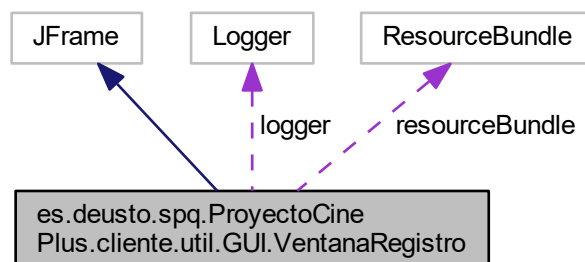 JFrame
Logger
ResourceBundle
logger
resourceBundle
es.deusto.spq.ProyectoCine
Plus.cliente.util.GUI.VentanaRegistro